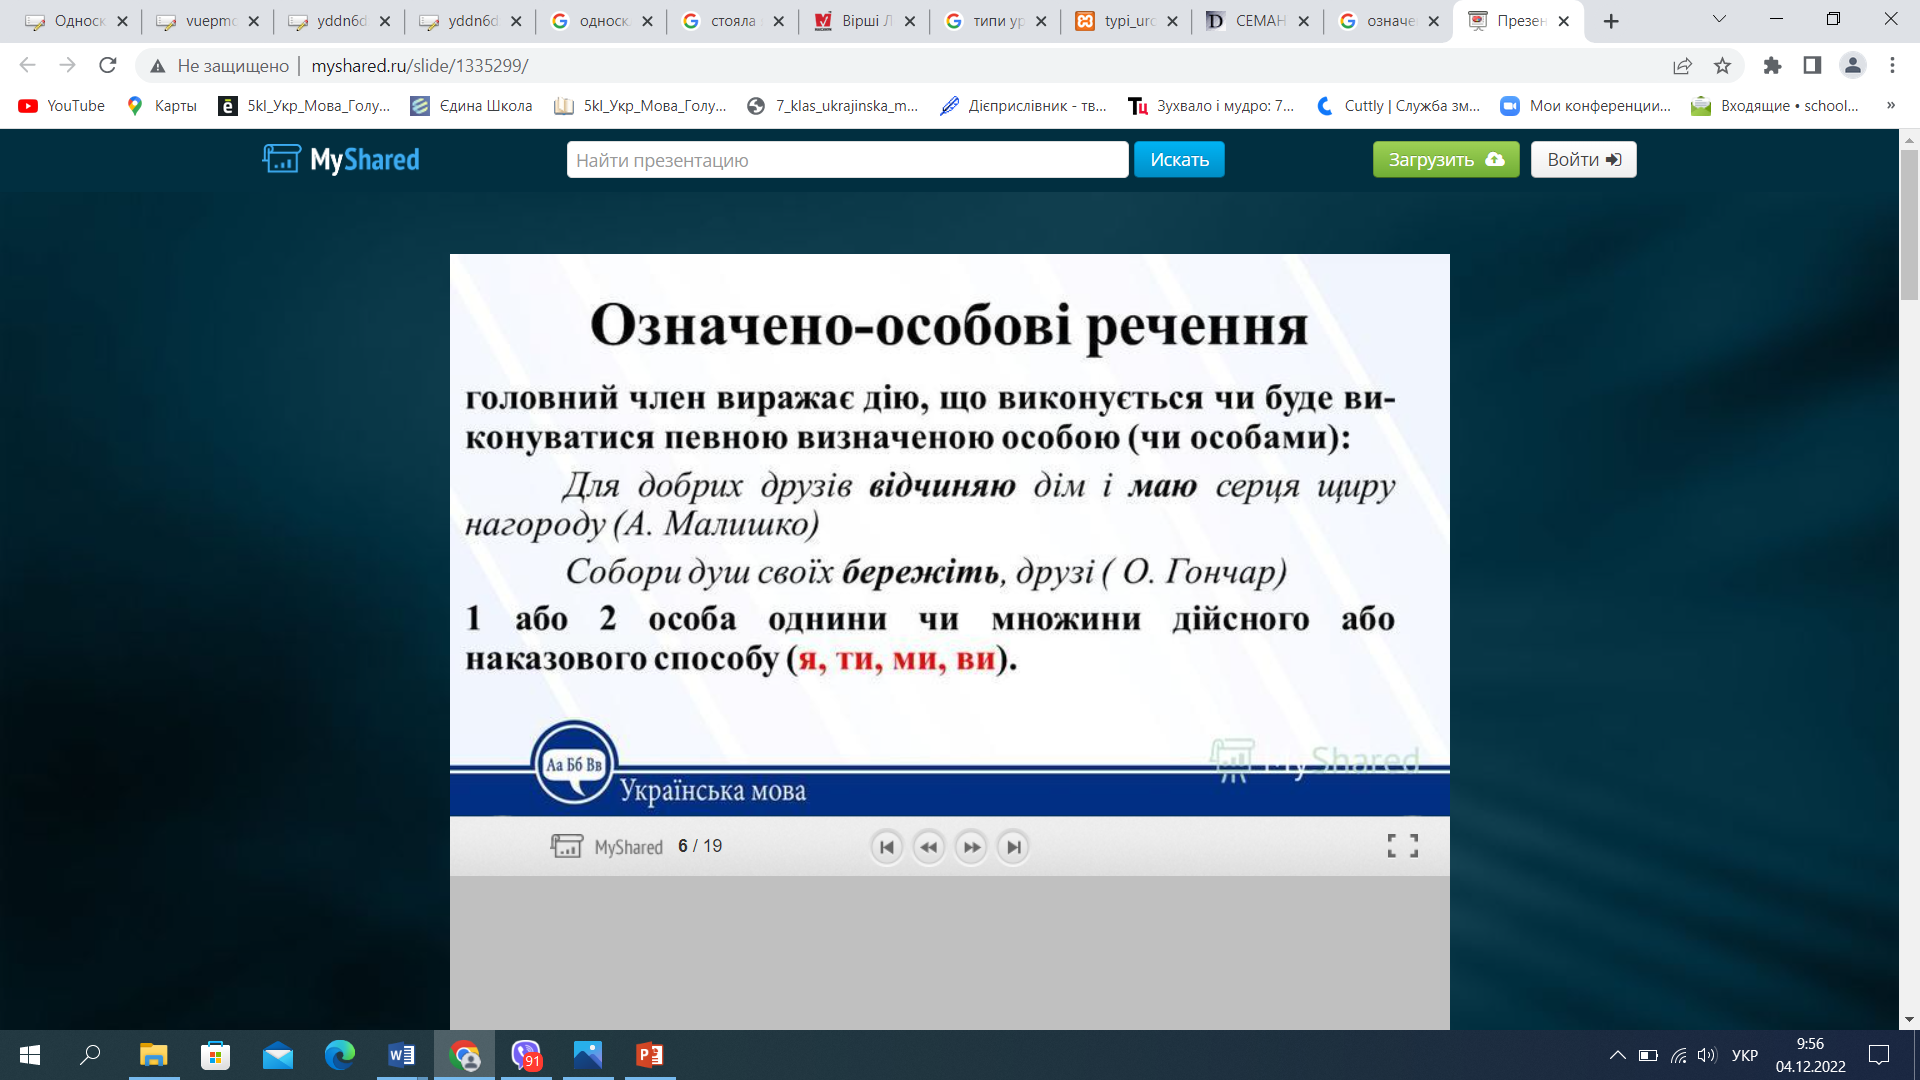 Односк
vuepmc
yddn6d
yddn6d
односк
стояла
Вірші Л
типи ур
typi_urc
СЕМАН
означе
Презен
Не защищено
myshared.ru/slide/1335299/
YouTube
Карты
5kl_Укр_Мова_Голу...
Єдина Школа
5kl_Укр_Мова_Голу...
7_klas_ukrajinska_m...
Дієприслівник - тв...
Зухвало і мудро: 7...
Cuttly | Служба зм...
Мои конференции...
Входящие • school...
»
MyShared
Найти презентацию
Искать
Загрузить
Войти
Означено-особові речення
головний член виражає дію, що виконується чи буде ви-
конуватися певною визначеною особою (чи особами):
Для добрих друзів відчиняю дім і маю серця щиру
нагороду (А. Малишко)
Собори душ своїх бережіть, друзі ( О. Гончар)
1 або 2 особа однини чи множини дійсного або
наказового способу (я, ти, ми, ви).
Аа Бб Вв
Українська мова
MyShared
MyShared
6 / 19
91
УКР
9:56
04.12.2022